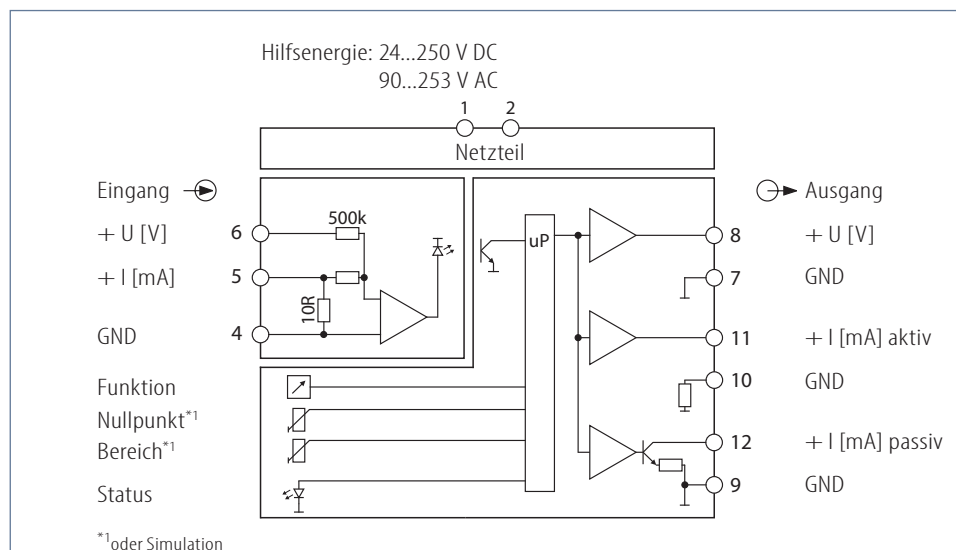 Hilfsenergie: 24...250 V DC
90...253 V AC
1 2
Netzteil
Eingang
Ausgang
+ U [V] 6 500k uP 8 + U [V]
+ I [mA] 5 7 GND
10R
GND 4 11 + I [mA] aktiv
Funktion 10 GND
Nullpunkt*1
Bereich*1 12 + I [mA] passiv
Status 9 GND
*1oder Simulation